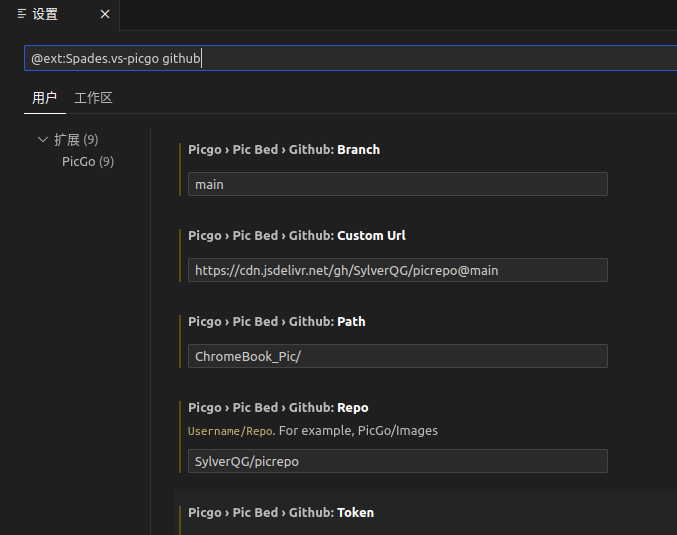 设置
@ext:Spades.vs-picgo github
用户 工作区
扩展 (9)
PicGo (9)
Picgo › Pic Bed › Github: Branch
main
Picgo › Pic Bed › Github: Custom Url
https://cdn.jsdelivr.net/gh/SylverQG/picrepo@main
Picgo › Pic Bed › Github: Path
ChromeBook_Pic/
Picgo › Pic Bed › Github: Repo
Username/Repo. For example, PicGo/Images
SylverQG/picrepo
Picgo › Pic Bed › Github: Token